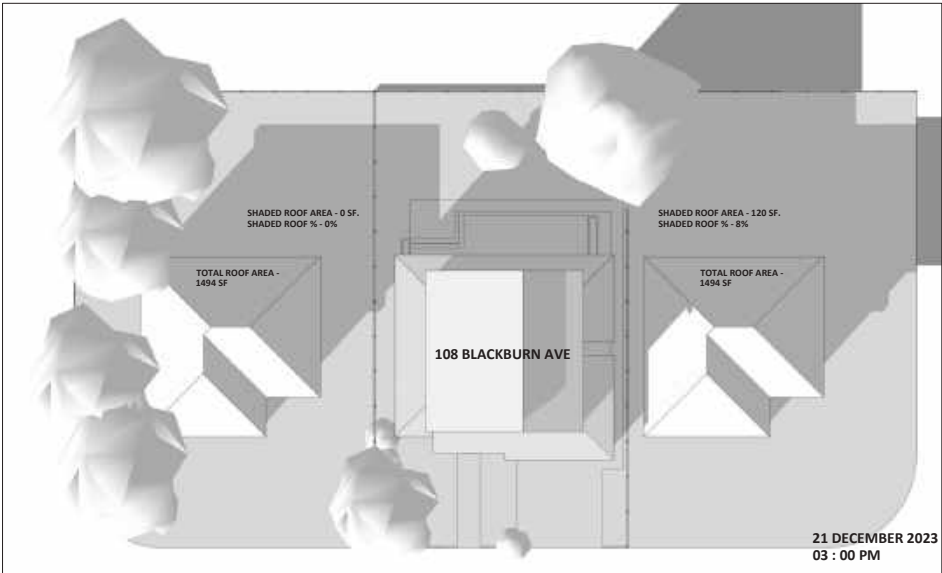 SHADED ROOF AREA - 0 SF.
SHADED ROOF % - 0%
SHADED ROOF AREA - 120 SF.
SHADED ROOF % - 8%
TOTAL ROOF AREA -
1494 SF
TOTAL ROOF AREA -
1494 SF
108 BLACKBURN AVE
21 DECEMBER 2023
03 : 00 PM